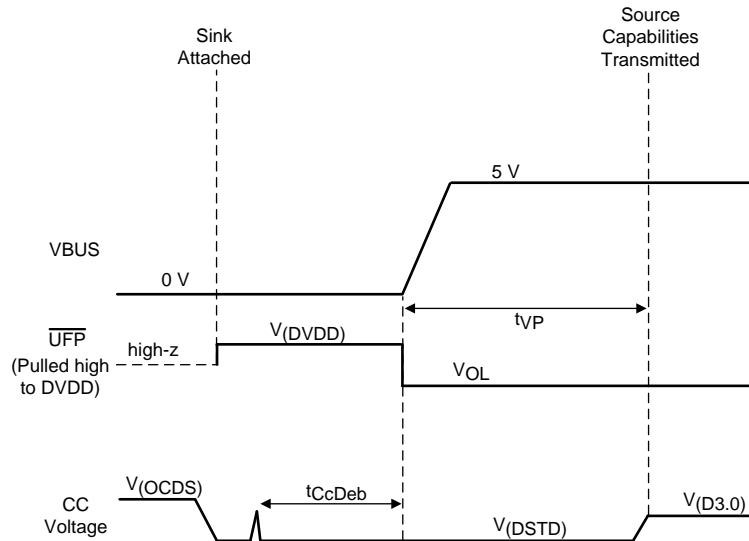 Sink
Attached
Source
Capabilities
Transmitted
5 V
VBUS
0 V
tVP
UFP
(Pulled high
to DVDD)
high-z
V(DVDD)
VOL
CC
Voltage
V(OCDS)
tCcDeb
V(DSTD)
V(D3.0)